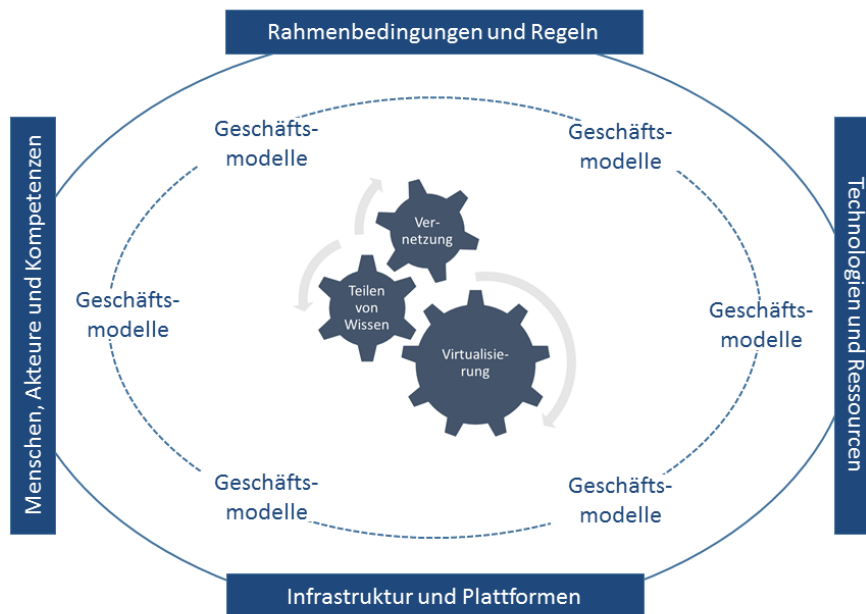 Rahmenbedingungen und Regeln
Geschäfts-
modelle
Geschäfts-
modelle
Menschen, Akteure und Kompetenzen
Technologien und Ressourcen
Ver-
netzung
Teilen
von
Wissen
Geschäfts-
modelle
Geschäfts-
modelle
Virtualisie-
rung
Geschäfts-
modelle
Geschäfts-
modelle
Infrastruktur und Plattformen